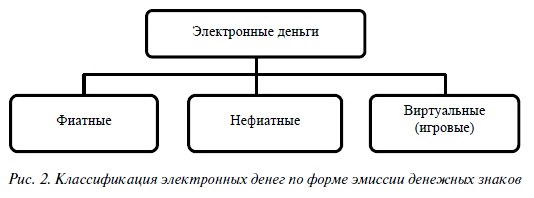 Электронные деньги
Фиатные
Нефиатные
Виртуальные
(игровые)
Рис. 2. Классификация электронных денег по форме эмиссии денежных знаков